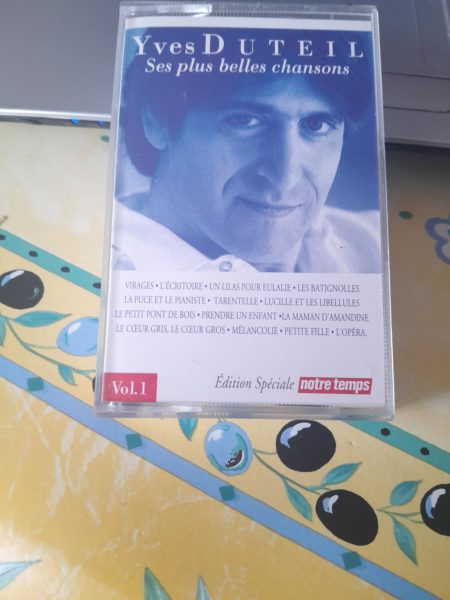 Yves DUTEIL
Ses plus belles chansons
VIRAGES • L'ÉCRITOIRE • UN LILAS POUR EULALIE • LES BATIGNOLLES
LA PUCE ET LE PIANISTE • TARENTELLE • LUCILLE ET LES LIBELLULES
LE PETIT PONT DE BOIS • PRENDRE UN ENFANT • LA MAMAN D'AMANDINE
LE CŒUR GRIS, LE CŒUR GROS • MÉLANCOLIE • PETITE FILLE • L'OPÉRA.
Vol. 1
Édition Spéciale notre temps